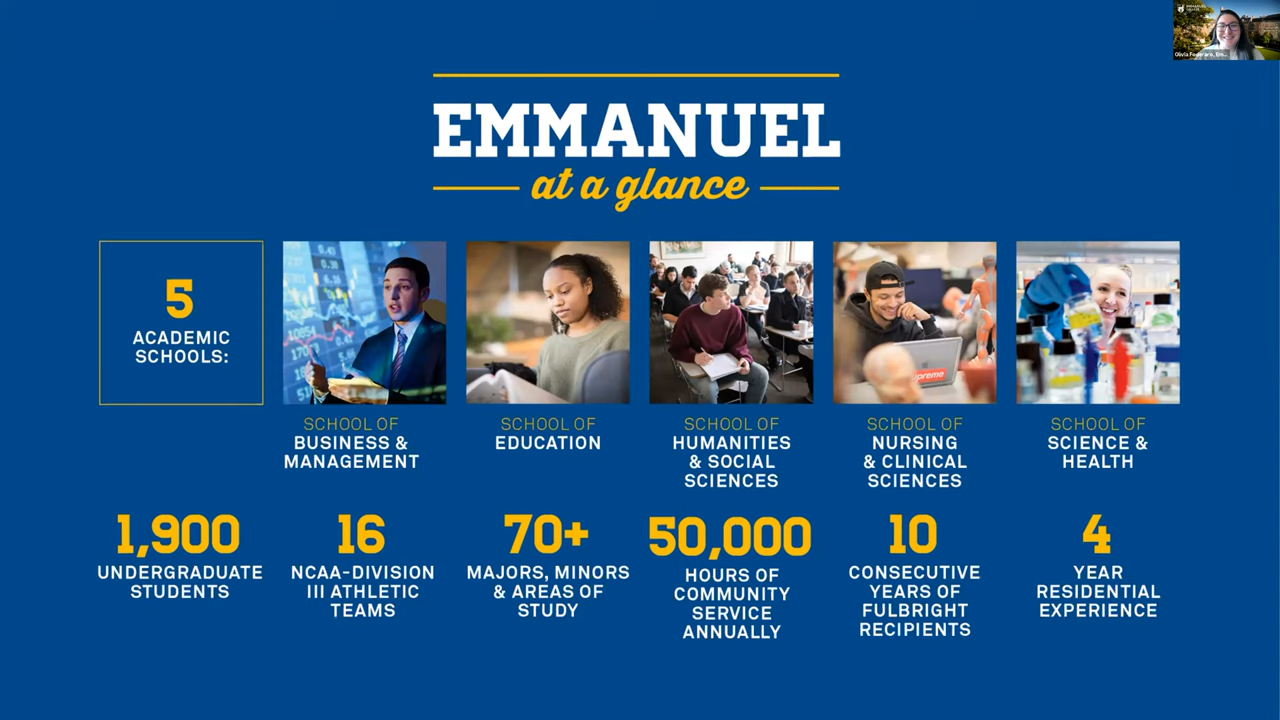 EMMANUEL
at a glance
5
ACADEMIC
SCHOOLS:
SCHOOL OF
BUSINESS &
MANAGEMENT
SCHOOL OF
EDUCATION
SCHOOL OF
HUMANITIES
& SOCIAL
SCIENCES
SCHOOL OF
NURSING
& CLINICAL
SCIENCES
SCHOOL OF
SCIENCE &
HEALTH
1,900
UNDERGRADUATE
STUDENTS
16
NCAA-DIVISION
III ATHLETIC
TEAMS
70+
MAJORS, MINORS
& AREAS OF
STUDY
50,000
HOURS OF
COMMUNITY
SERVICE
ANNUALLY
10
CONSECUTIVE
YEARS OF
FULBRIGHT
RECIPIENTS
4
YEAR
RESIDENTIAL
EXPERIENCE